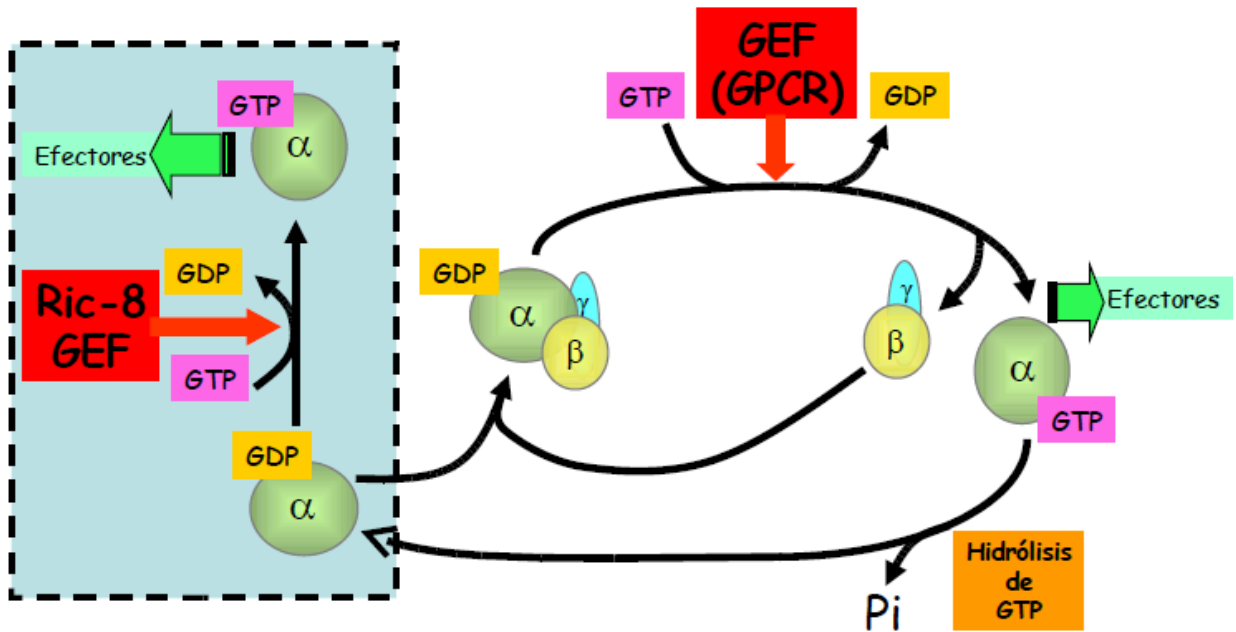 GEF
(GPCR)
GTP
GDP
GTP
α
Efectores
GDP
Ric-8
GEF
GTP
GDP
α
GDP
α
γ
β
γ
β
Efectores
α
GTP
Hidrólisis
de
GTP
Pi